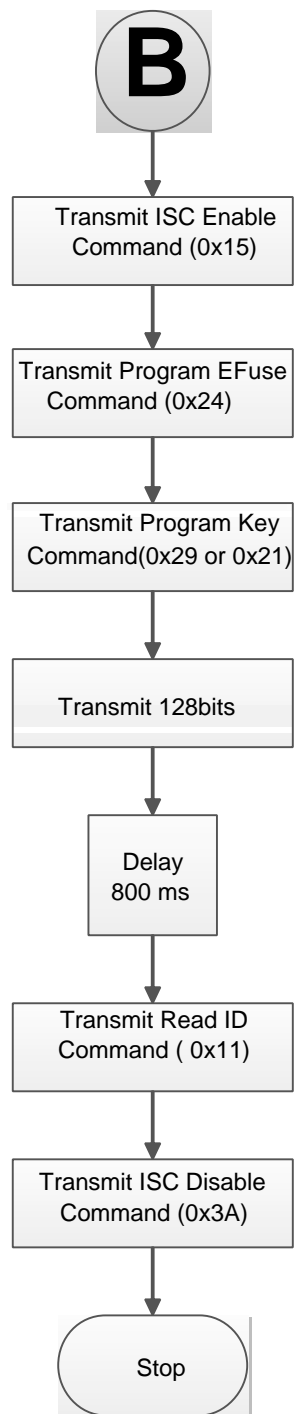 B
Transmit ISC Enable
Command (0x15)
Transmit Program EFuse
Command (0x24)
Transmit Program Key
Command(0x29 or 0x21)
Transmit 128bits
Delay
800 ms
Transmit Read ID
Command ( 0x11)
Transmit ISC Disable
Command (0x3A)
Stop